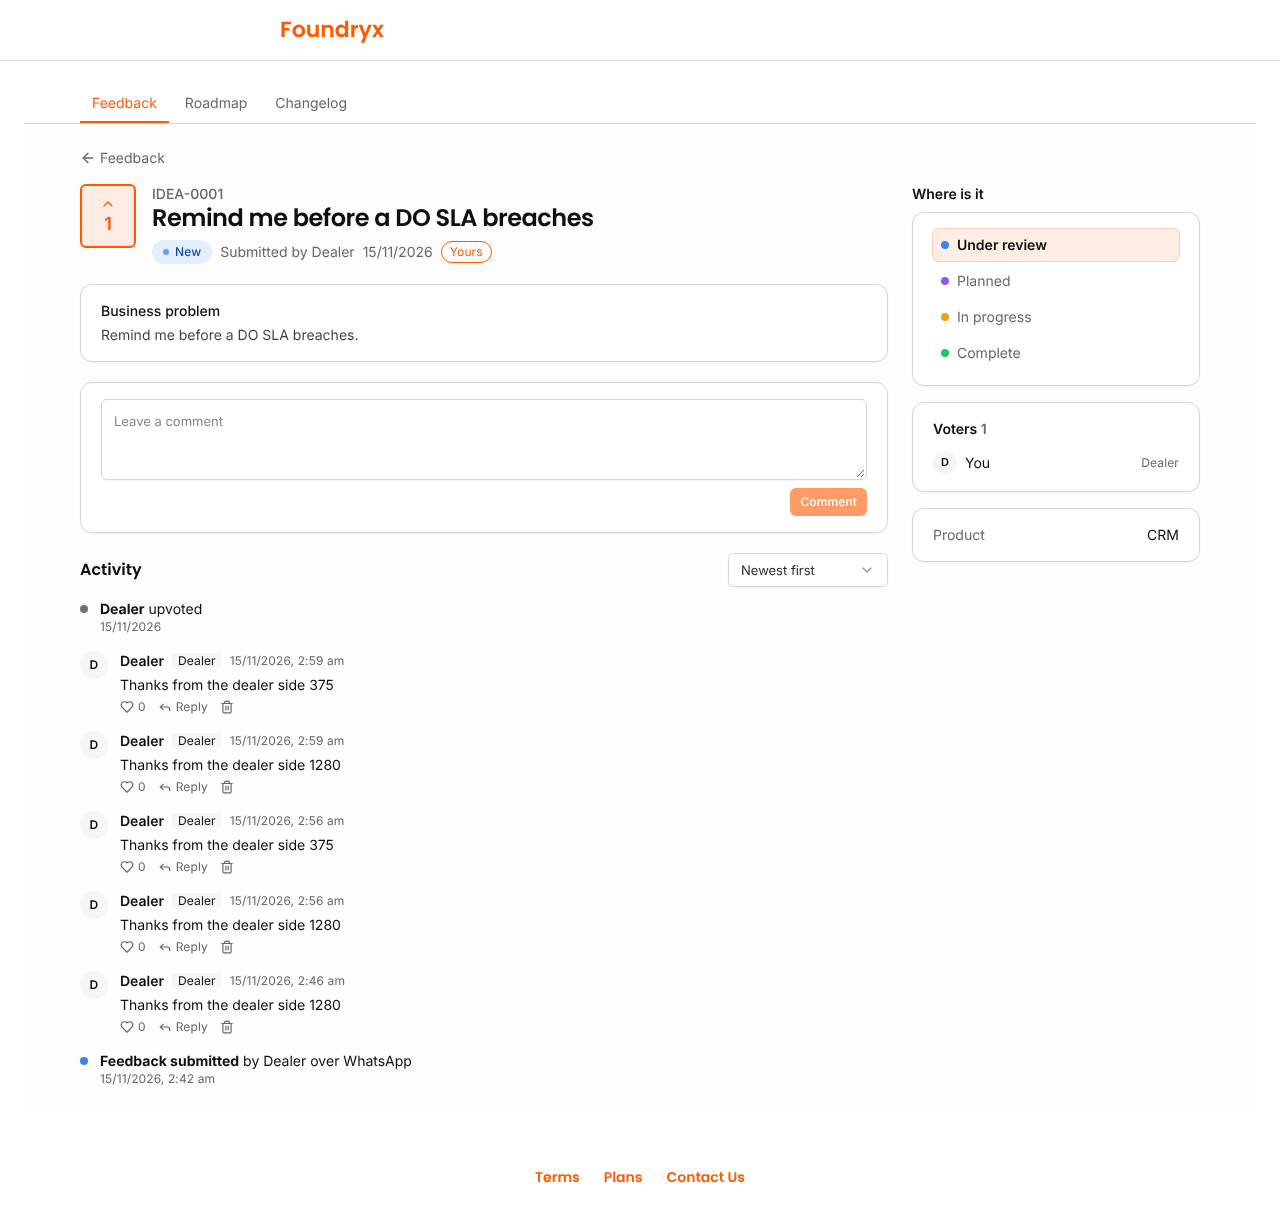 Foundryx
Feedback Roadmap Changelog
Feedback
1
IDEA-0001
Remind me before a DO SLA breaches
New Submitted by Dealer 15/11/2026 Yours
Business problem
Remind me before a DO SLA breaches.
Leave a comment
Comment
Activity
Newest first
Dealer upvoted
15/11/2026
D Dealer Dealer 15/11/2026, 2:59 am
Thanks from the dealer side 375
0 Reply
D Dealer Dealer 15/11/2026, 2:59 am
Thanks from the dealer side 1280
0 Reply
D Dealer Dealer 15/11/2026, 2:56 am
Thanks from the dealer side 375
0 Reply
D Dealer Dealer 15/11/2026, 2:56 am
Thanks from the dealer side 1280
0 Reply
D Dealer Dealer 15/11/2026, 2:46 am
Thanks from the dealer side 1280
0 Reply
Feedback submitted by Dealer over WhatsApp
15/11/2026, 2:42 am
Where is it
Under review
Planned
In progress
Complete
Voters 1
D You Dealer
Product CRM
Terms Plans Contact Us